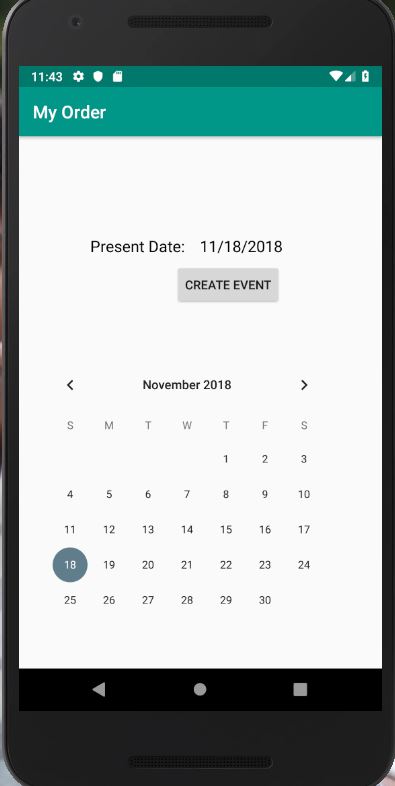 11:43
My Order
Present Date: 11/18/2018
CREATE EVENT
November 2018
S M T W T F S
1 2 3
4 5 6 7 8 9 10
11 12 13 14 15 16 17
18 19 20 21 22 23 24
25 26 27 28 29 30